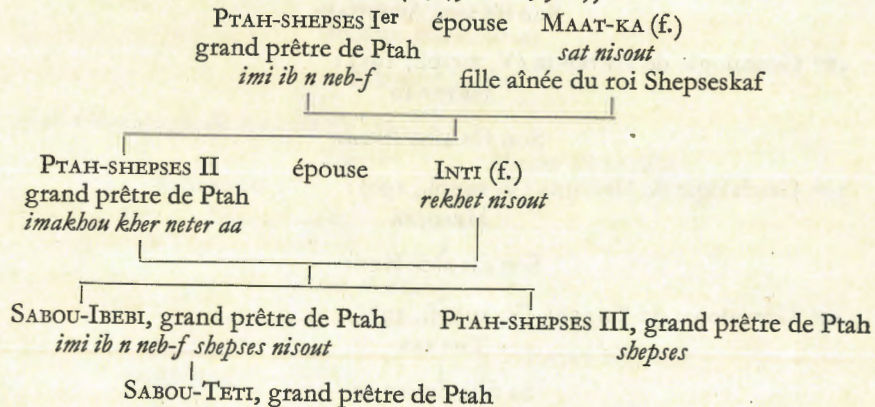 PTAH-SHEPSES Ier épouse MAAT-KA (f.)
grand prêtre de Ptah sat nisout
imi ib n neb-f fille aînée du roi Shepseskaf
PTAH-SHEPSES II épouse INTI (f.)
grand prêtre de Ptah rekhet nisout
imakhou kher neter aa
SABOU-IBEBI, grand prêtre de Ptah PTAH-SHEPSES III, grand prêtre de Ptah
imi ib n neb-f shepses nisout shepses
SABOU-TETI, grand prêtre de Ptah